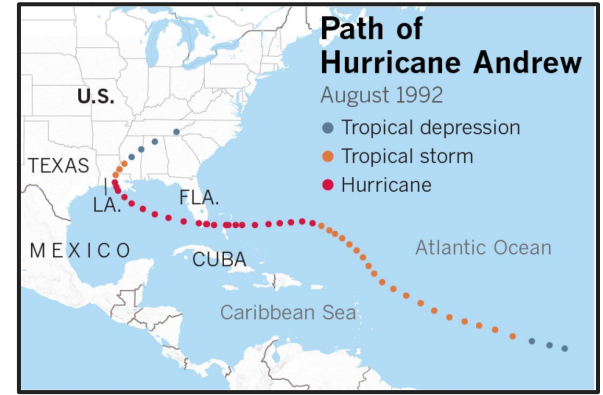 Path of
Hurricane Andrew
August 1992
Tropical depression
Tropical storm
Hurricane
U.S.
TEXAS
LA.
FLA.
MEXICO
CUBA
Atlantic Ocean
Caribbean Sea